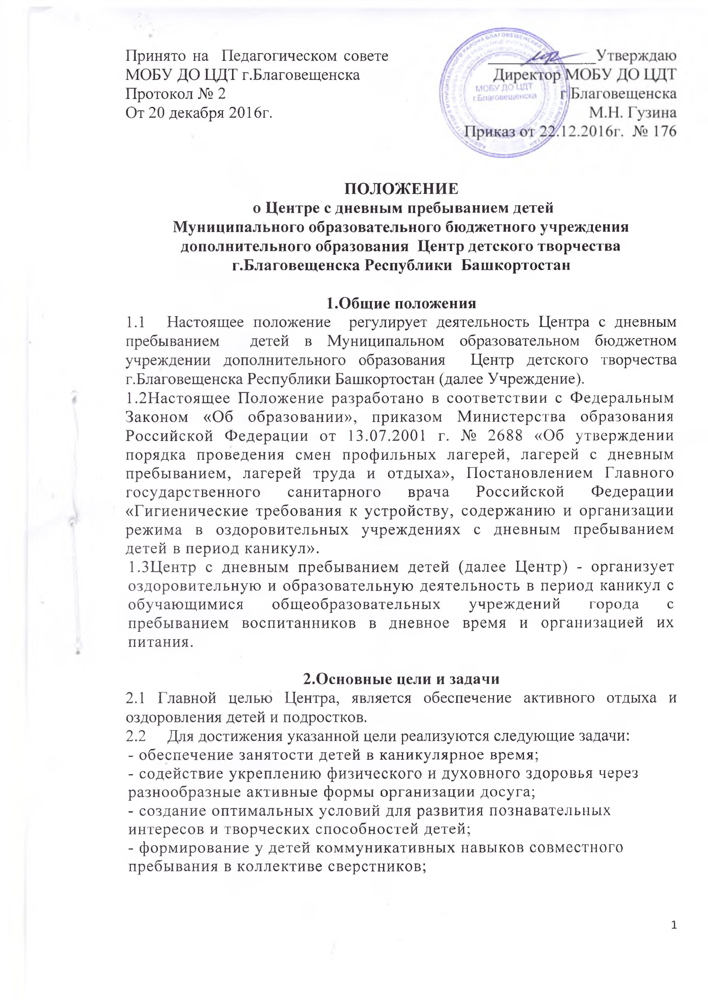 Принято на Педагогическом совете
МОБУ ДО ЦДТ г.Благовещенска
Протокол № 2
От 20 декабря 2016г.
Утверждаю
Директор МОБУ ДО ЦДТ
г Благовещенска
М.Н. Гузина
Приказ от 22.12.2016г. № 176
МОБУ ДО ЦДТ
г.Благовещенска
ПОЛОЖЕНИЕ
о Центре с дневным пребыванием детей
Муниципального образовательного бюджетного учреждения
дополнительного образования Центр детского творчества
г.Благовещенска Республики Башкортостан
1.Общие положения
1.1 Настоящее положение регулирует деятельность Центра с дневным
пребыванием детей в Муниципальном образовательном бюджетном
учреждении дополнительного образования Центр детского творчества
г.Благовещенска Республики Башкортостан (далее Учреждение).
1.2Настоящее Положение разработано в соответствии с Федеральным
Законом «Об образовании», приказом Министерства образования
Российской Федерации от 13.07.2001 г. № 2688 «Об утверждении
порядка проведения смен профильных лагерей, лагерей с дневным
пребыванием, лагерей труда и отдыха», Постановлением Главного
государственного санитарного врача Российской Федерации
«Гигиенические требования к устройству, содержанию и организации
режима в оздоровительных учреждениях с дневным пребыванием
детей в период каникул».
1.3Центр с дневным пребыванием детей (далее Центр) - организует
оздоровительную и образовательную деятельность в период каникул с
обучающимися общеобразовательных учреждений города с
пребыванием воспитанников в дневное время и организацией их
питания.
2.Основные цели и задачи
2.1 Главной целью Центра, является обеспечение активного отдыха и
оздоровления детей и подростков.
2.2 Для достижения указанной цели реализуются следующие задачи:
- обеспечение занятости детей в каникулярное время;
- содействие укреплению физического и духовного здоровья через
разнообразные активные формы организации досуга;
- создание оптимальных условий для развития познавательных
интересов и творческих способностей детей;
- формирование у детей коммуникативных навыков совместного
пребывания в коллективе сверстников;
1